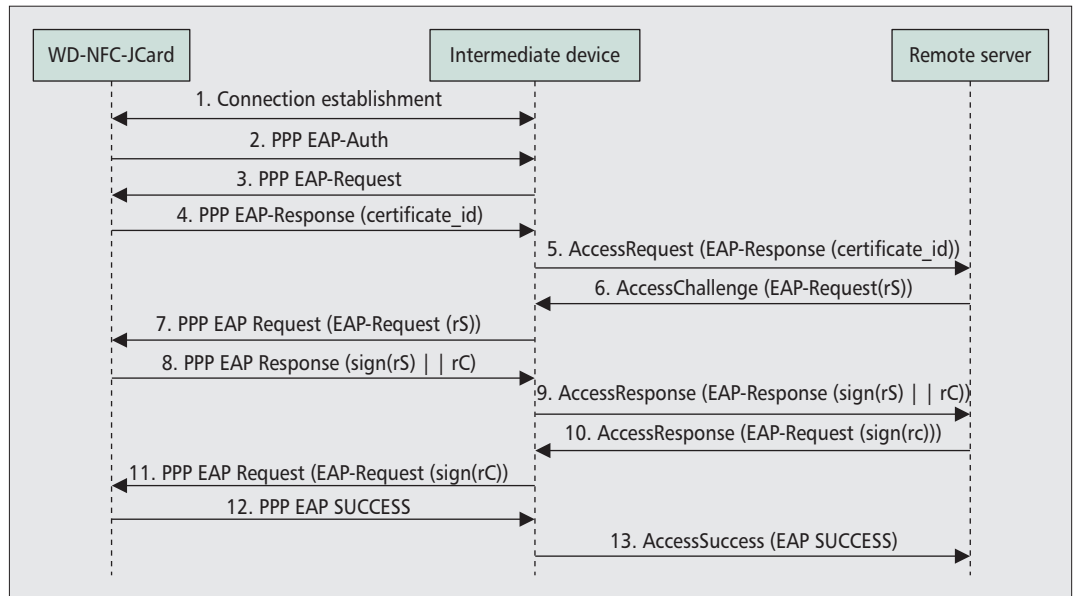 WD-NFC-JCard
Intermediate device
Remote server
1. Connection establishment
2. PPP EAP-Auth
3. PPP EAP-Request
4. PPP EAP-Response (certificate_id)
5. AccessRequest (EAP-Response (certificate_id))
6. AccessChallenge (EAP-Request(rS))
7. PPP EAP Request (EAP-Request (rS))
8. PPP EAP Response (sign(rS) | | rC)
9. AccessResponse (EAP-Response (sign(rS) | | rC))
10. AccessResponse (EAP-Request (sign(rc)))
11. PPP EAP Request (EAP-Request (sign(rC))
12. PPP EAP SUCCESS
13. AccessSuccess (EAP SUCCESS)